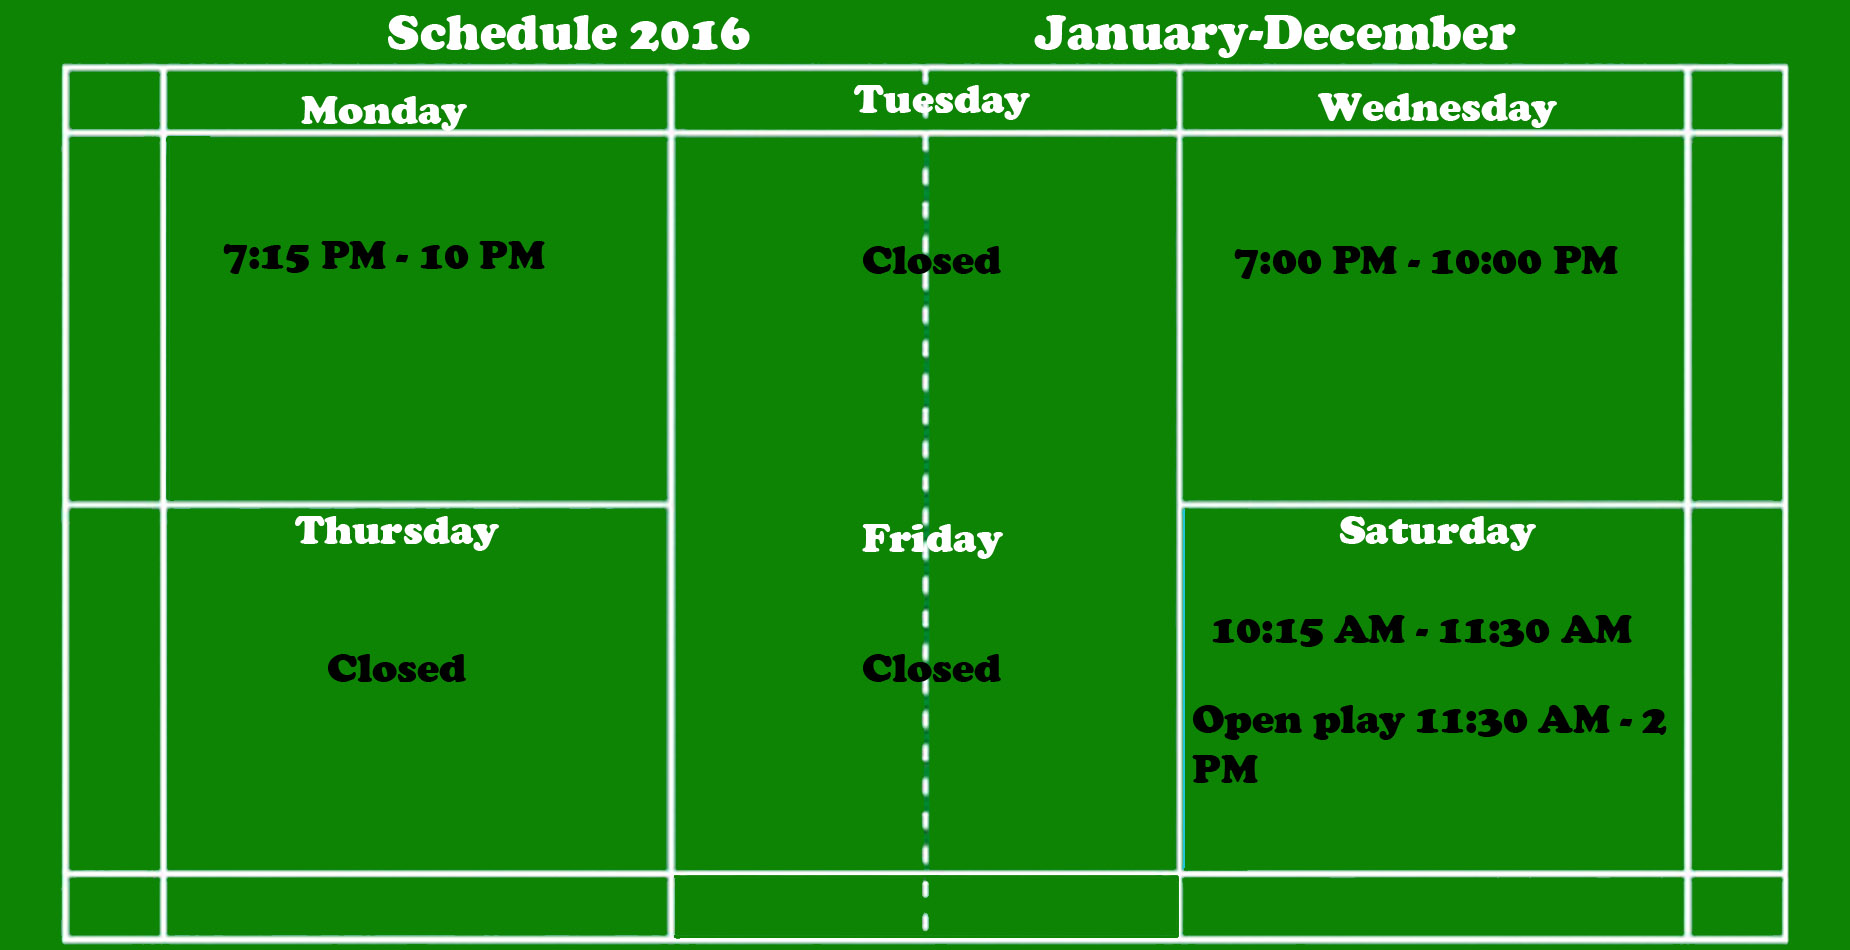 Schedule 2016 January-December
Monday Tuesday Wednesday
7:15 PM - 10 PM Closed 7:00 PM - 10:00 PM
Thursday Friday Saturday
10:15 AM - 11:30 AM
Closed Closed
Open play 11:30 AM - 2
PM